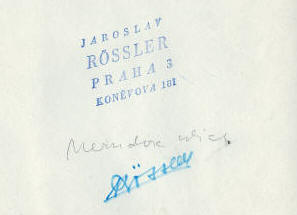 JAROSLAV
RÖSSLER
PRAHA 3
KONĚVOVA 181
Rössler